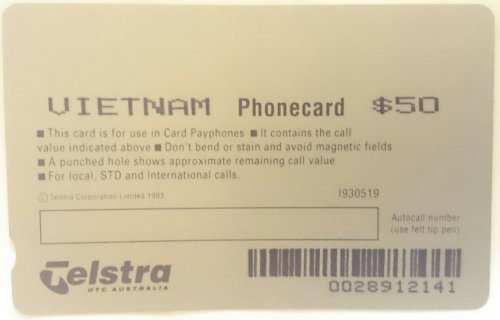 VIETNAM Phonecard $50
■ This card is for use in Card Payphones ■ It contains the call
value indicated above ■ Don't bend or stain and avoid magnetic fields
■ A punched hole shows approximate remaining call value
■ For local, STD and International calls.
© Telstra Corporation Limited 1993 I930519
Autocall number
(use felt tip pen)
Telstra
OTC AUSTRALIA
0028912141